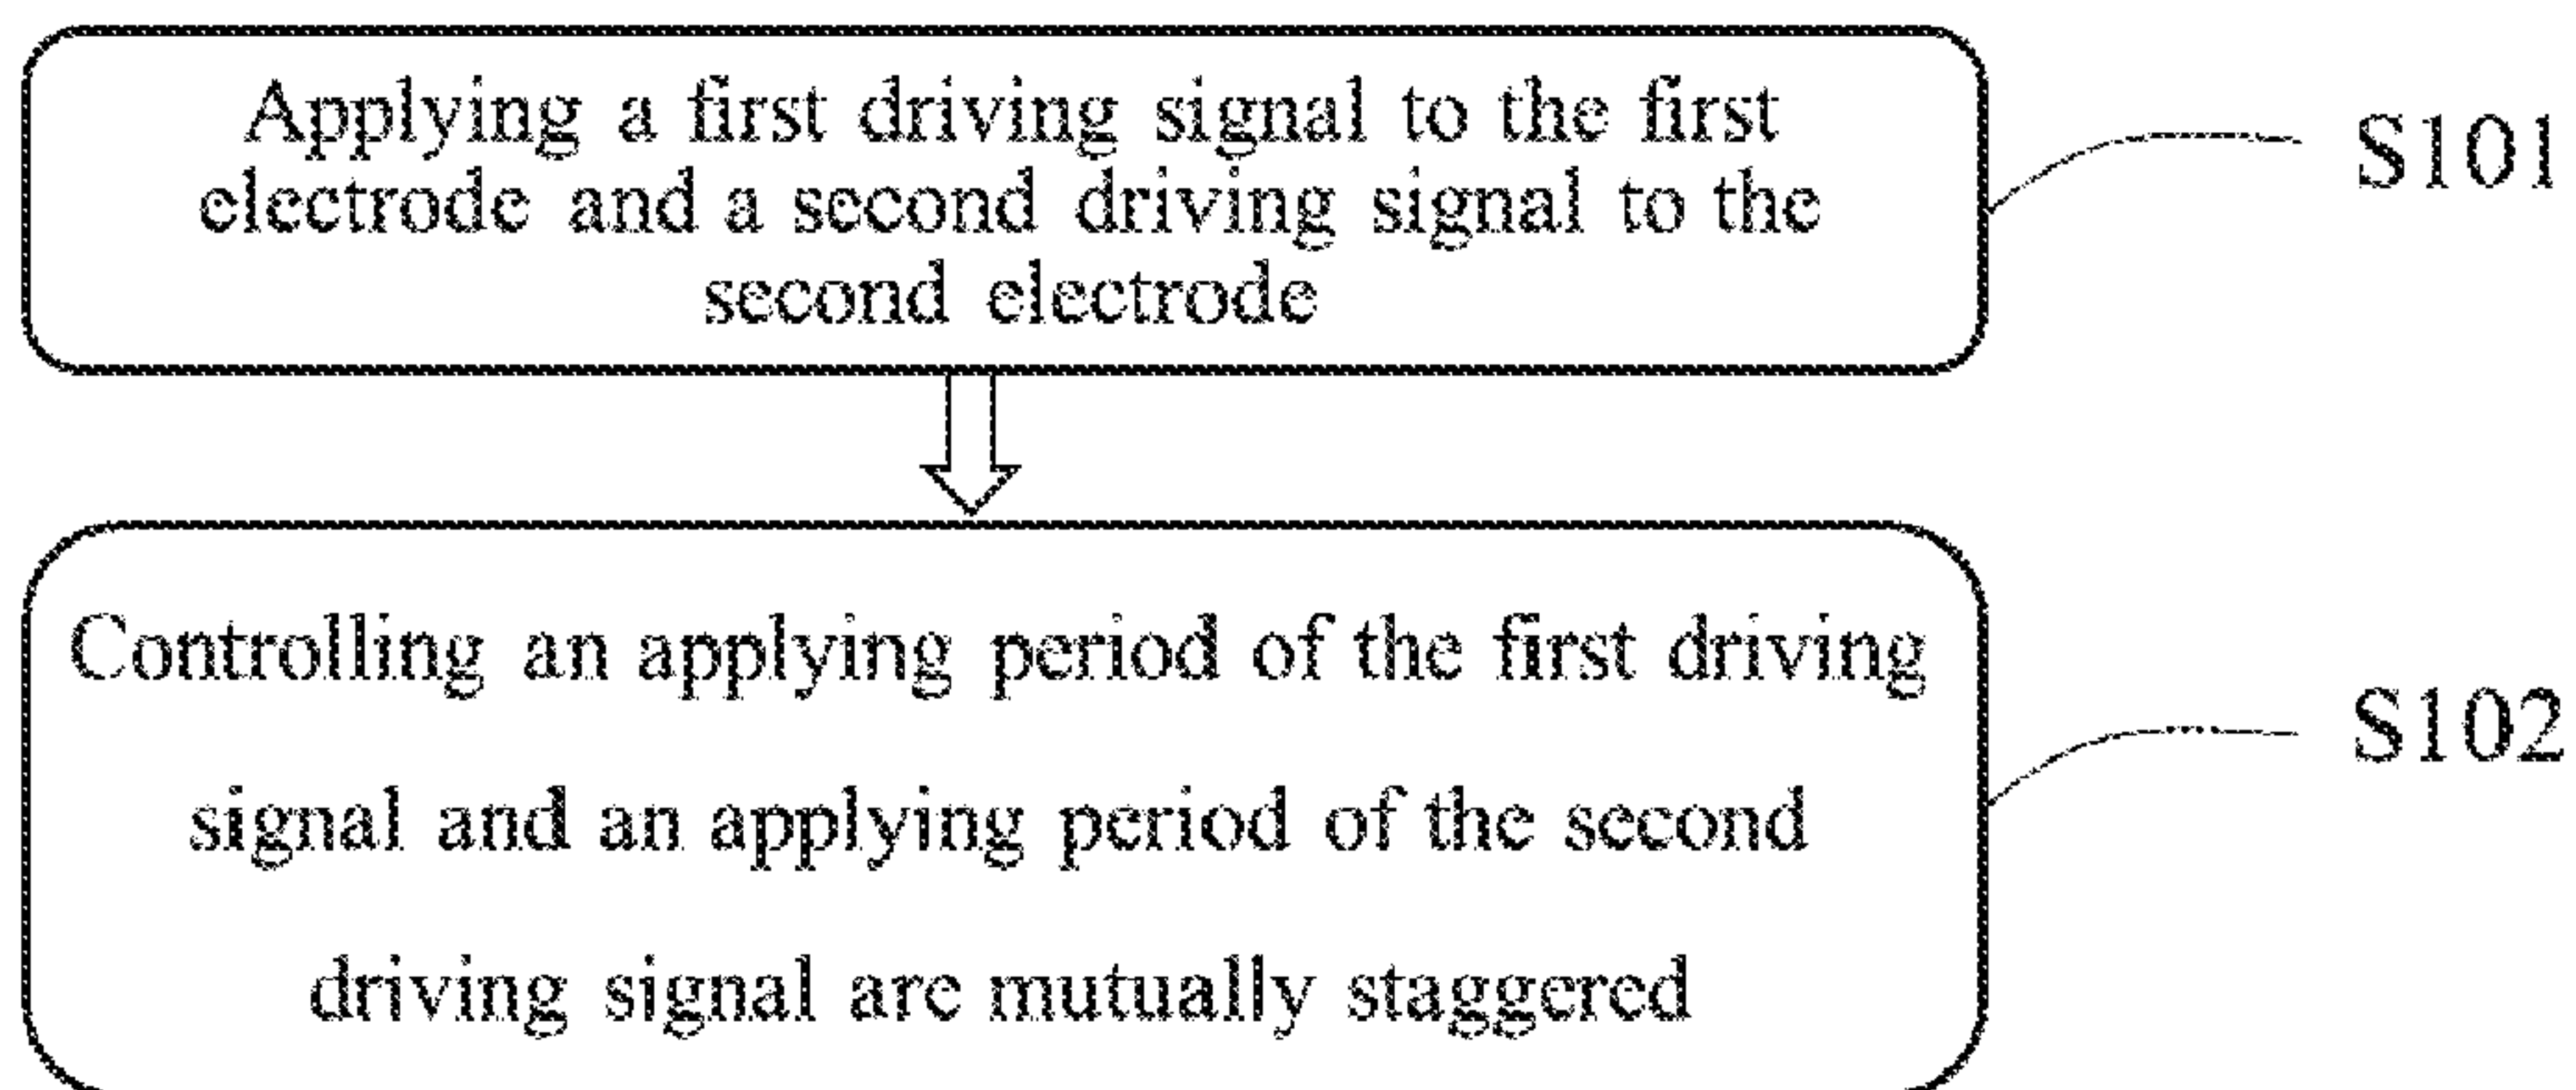 Applying a first driving signal to the first
electrode and a second driving signal to the
second electrode
S101
Controlling an applying period of the first driving
signal and an applying period of the second
driving signal are mutually staggered
S102